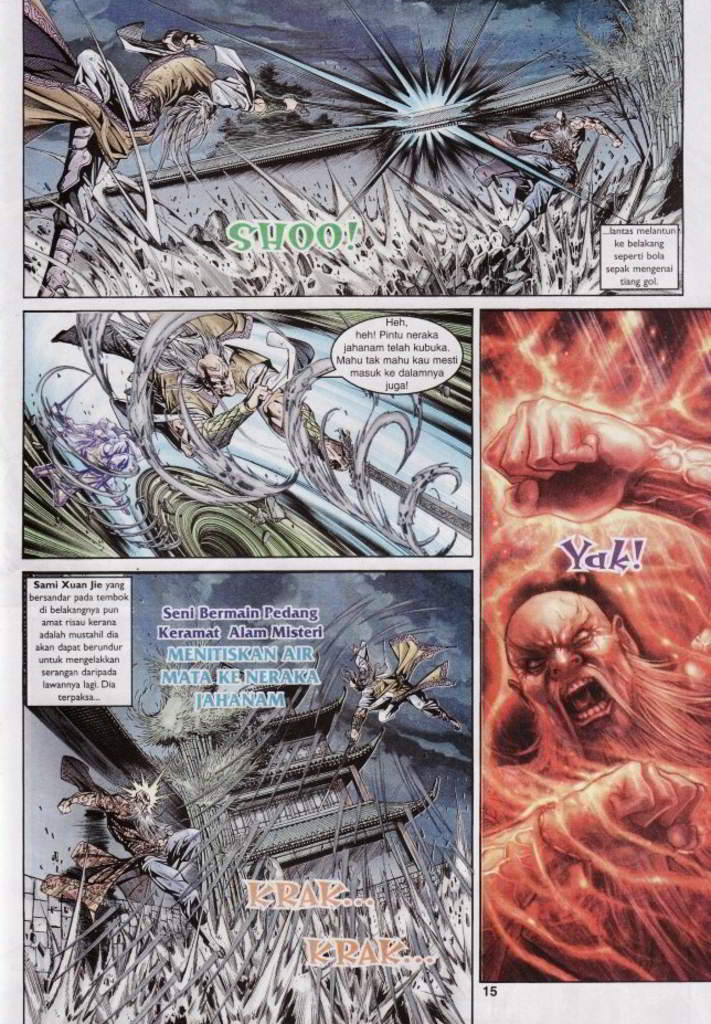 SHOO!
...lantas melantun
ke belakang
seperti bola
sepak mengenai
tiang gol.
Heh,
heh! Pintu neraka
jahanam telah kubuka.
Mahu tak mahu kau mesti
masuk ke dalamnya
juga!
Yak!
Sami Xuan Jie yang
bersandar pada tembok
di belakangnya pun
amat risau kerana
adalah mustahil dia
akan dapat berundur
untuk mengelakkan
serangan daripada
lawannya lagi. Dia
terpaksa...
Seni Bermain Pedang
Keramat Alam Misteri
MENITISKAN AIR
MATA KE NERAKA
JAHANAM
KRAK...
KRAK...
15